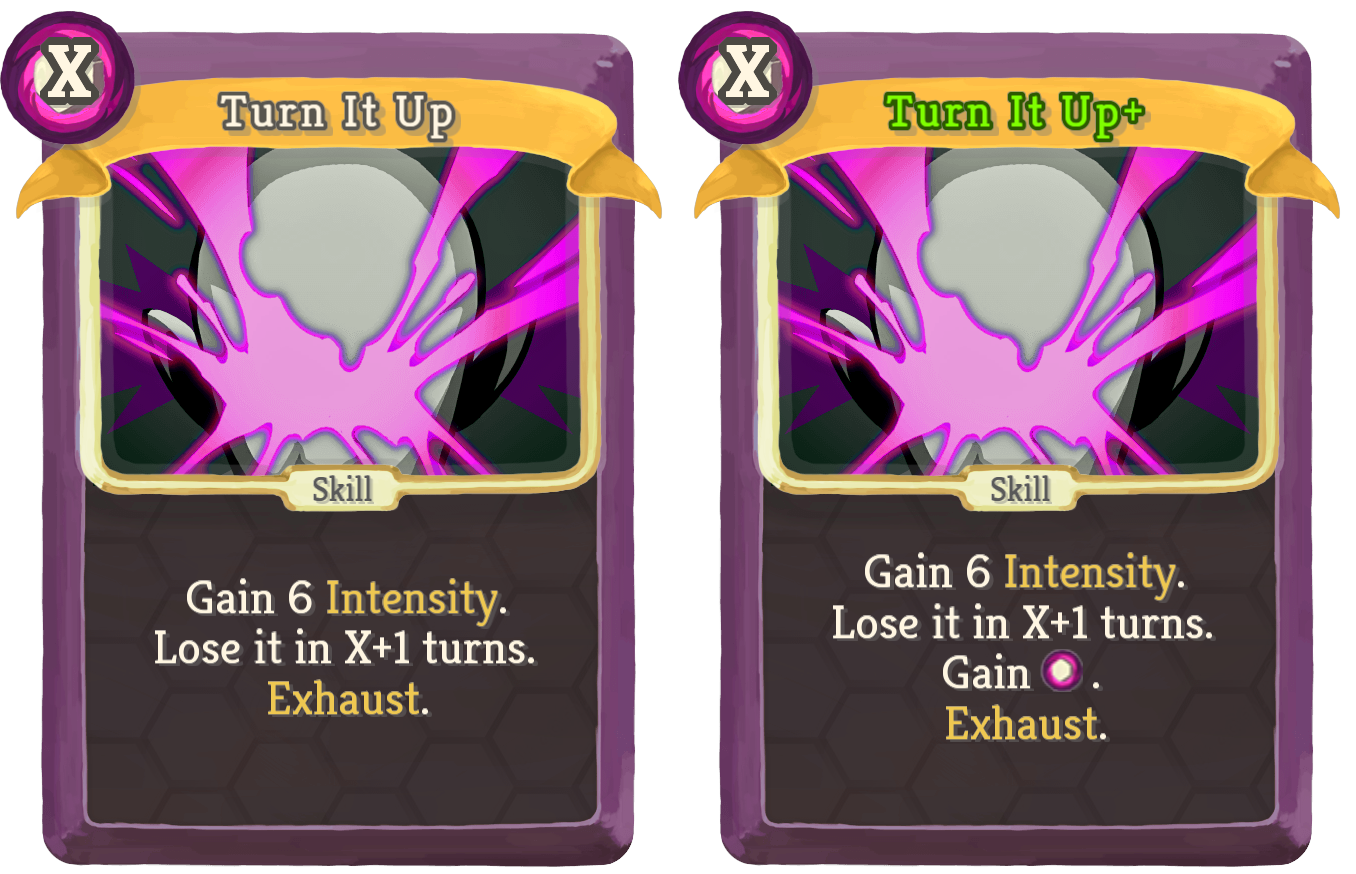 X
Turn It Up
Skill
Gain 6 Intensity.
Lose it in X+1 turns.
Exhaust.
X
Turn It Up+
Skill
Gain 6 Intensity.
Lose it in X+1 turns.
Gain .
Exhaust.